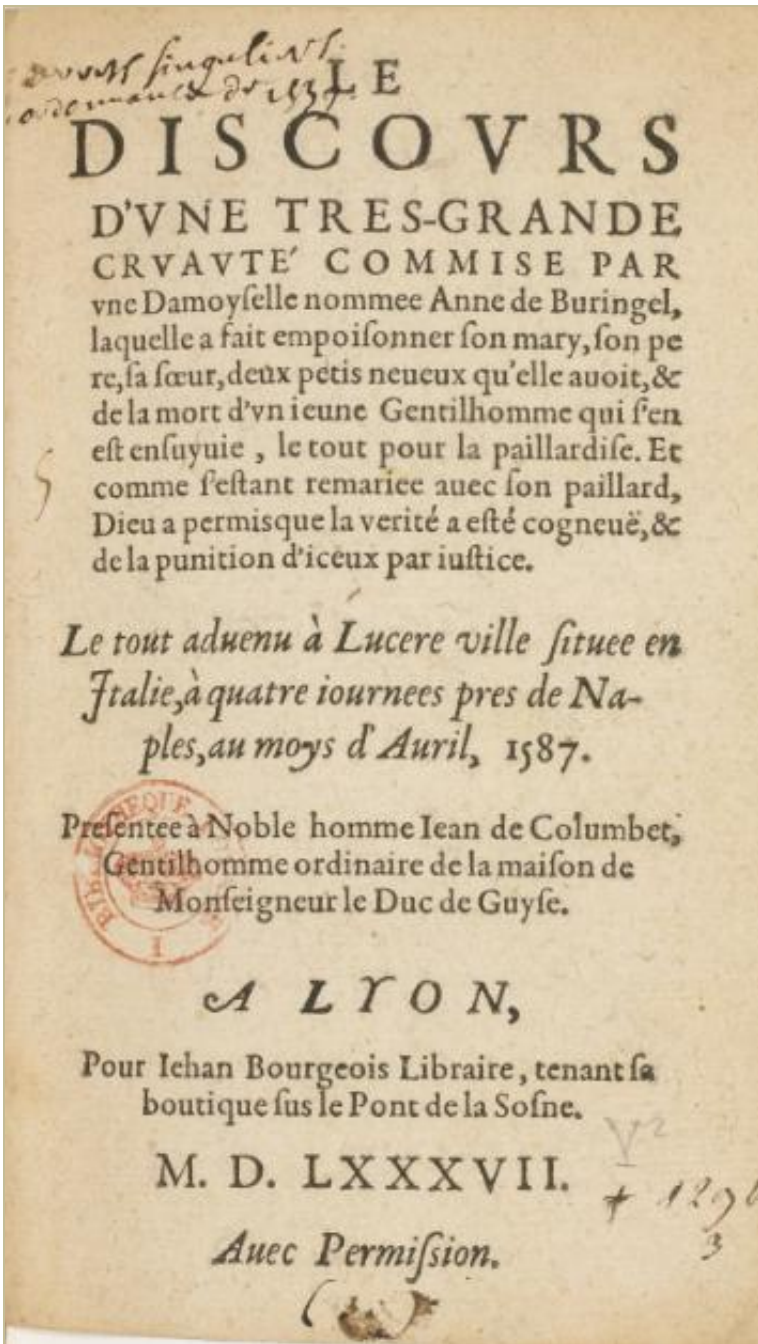 LE
DISCOVRS
D'VNE TRES-GRANDE
CRVAVTE' COMMISE PAR
vne Damoyſelle nommee Anne de Buringel,
laquelle a fait empoiſonner ſon mary, ſon pe
re, ſa ſœur, deux petis neueux qu'elle auoit, &
de la mort d'vn ieune Gentilhomme qui ſ'en
eſt enſuyuie, le tout pour la paillardiſe. Et
comme ſ'eſtant remariee auec ſon paillard,
Dieu a permisque la verité a eſté cogneuë, &
de la punition d'iceux par iuſtice.
Le tout aduenu à Lucere ville ſituee en
Italie, à quatre iournees pres de Na-
ples, au moys d'Auril, 1587.
Preſentee à Noble homme Iean de Columbet,
Gentilhomme ordinaire de la maiſon de
Monſeigneur le Duc de Guyſe.
A LYON,
Pour Iehan Bourgeois Libraire, tenant ſa
boutique ſus le Pont de la Soſne.
M. D. LXXXVII.
Auec Permiſsion.